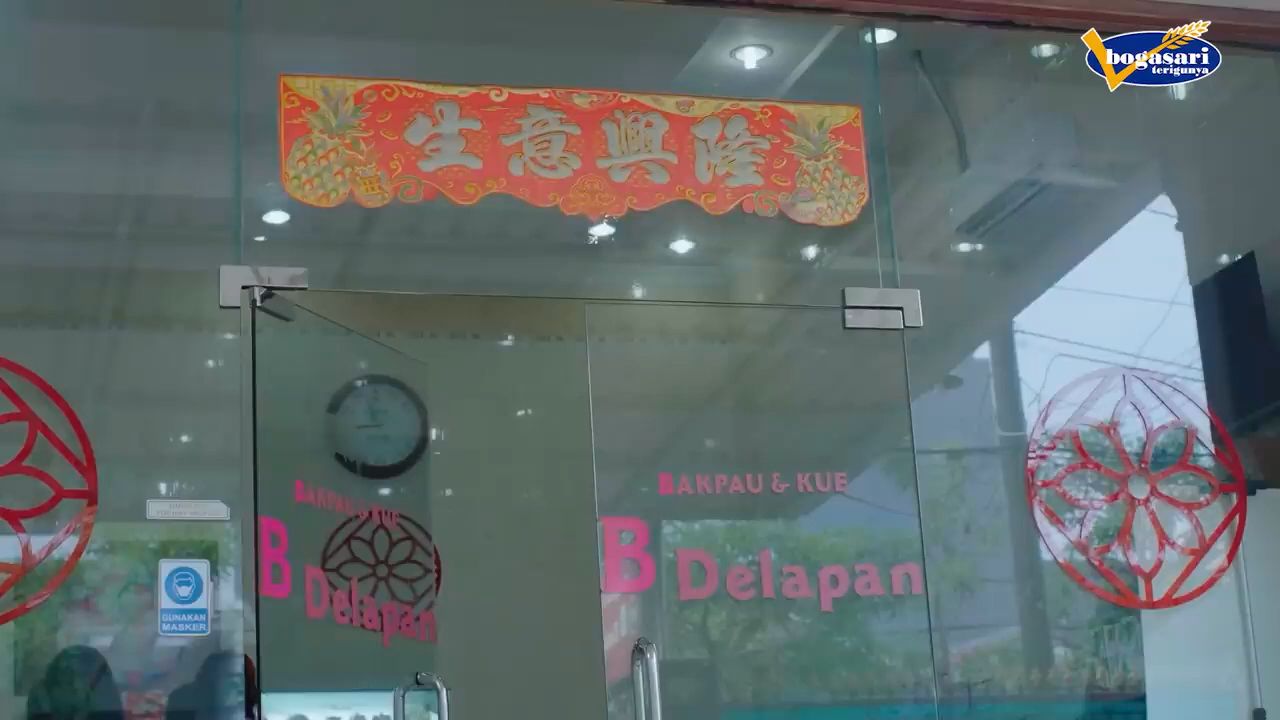 bogasari
terigunya
生意興隆
BAKPAU & KUE
B Delapan
BAKPAU & KUE
B Delapan
GUNAKAN
MASKER